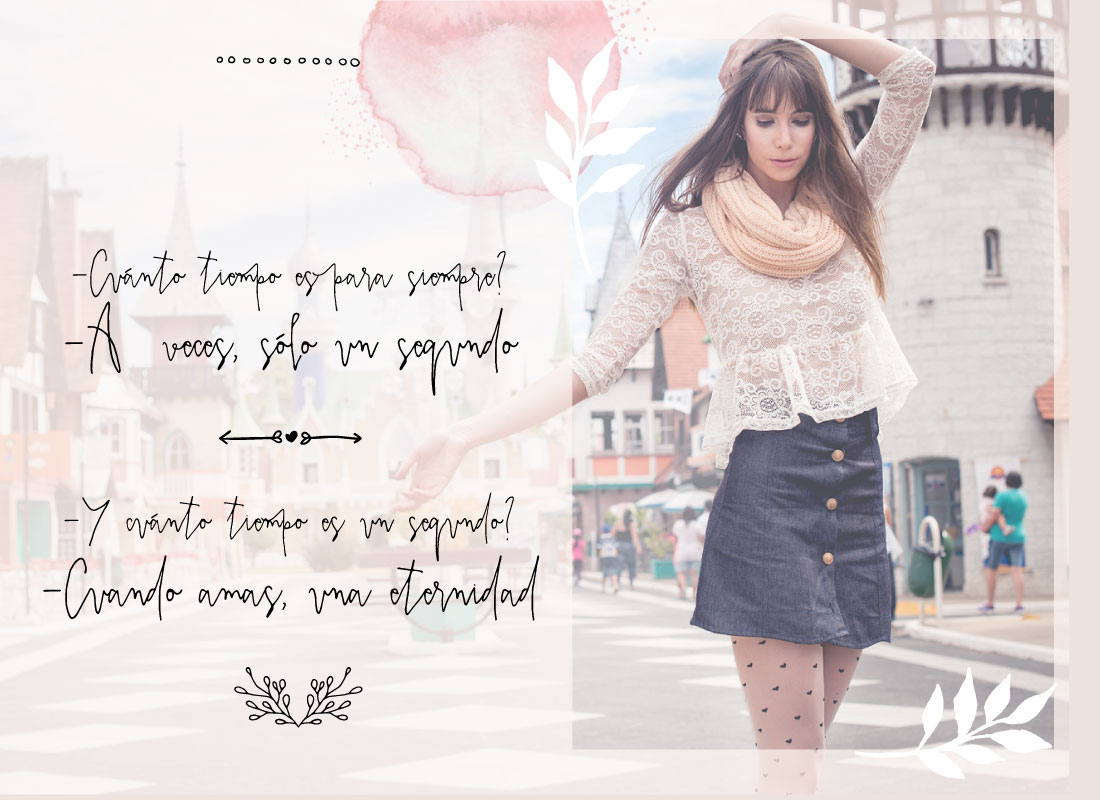 -Cuánto tiempo es para siempre?
-A veces, sólo un segundo
-Y cuánto tiempo es un segundo?
-Cuando amas, una eternidad